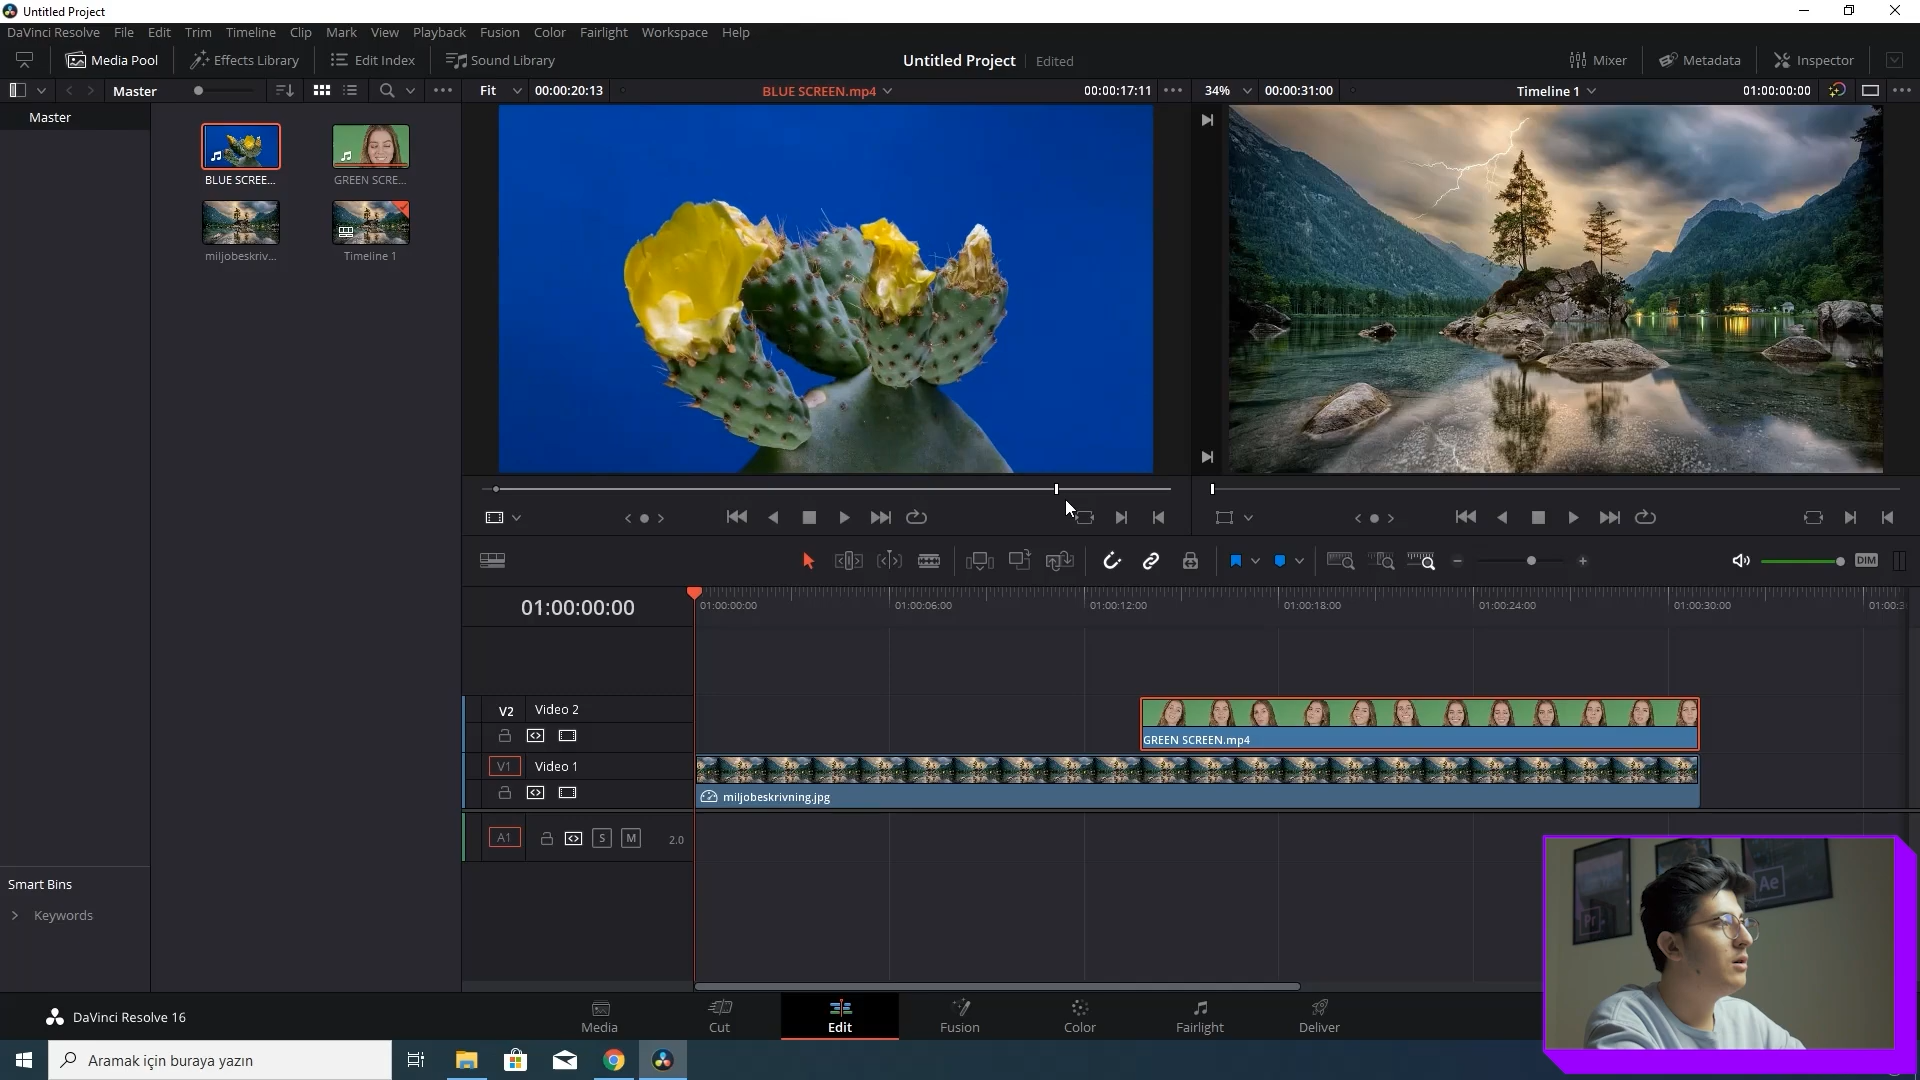 Untitled Project
DaVinci Resolve File Edit Trim Timeline Clip Mark View Playback Fusion Color Fairlight Workspace Help
Media Pool Effects Library Edit Index Sound Library Untitled Project Edited Mixer Metadata Inspector
Master Fit 00:00:20:13 BLUE SCREEN.mp4 00:00:17:11 34% 00:00:31:00 Timeline 1 01:00:00:00
Master
BLUE SCREE... GREEN SCRE...
miljobeskriv... Timeline 1
DIM
01:00:00:00 01:00:00:00 01:00:06:00 01:00:12:00 01:00:18:00 01:00:24:00 01:00:30:00 01:00:3
V2 Video 2
GREEN SCREEN.mp4
V1 Video 1
miljobeskrivning.jpg
A1 S M 2.0
Smart Bins
Keywords
Ae
Pr
DaVinci Resolve 16
Media Cut Edit Fusion Color Fairlight Deliver
Aramak için buraya yazın